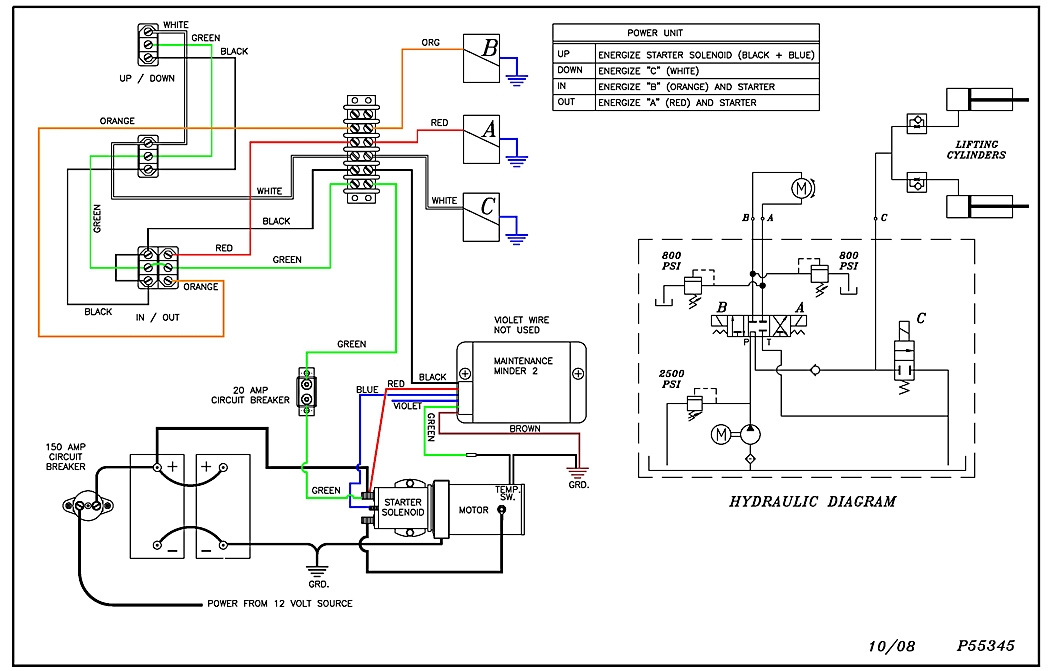 WHITE
GREEN
BLACK
UP / DOWN
ORANGE
WHITE
GREEN
BLACK
RED
GREEN
ORANGE
BLACK
IN / OUT
ORG
B
RED
A
WHITE
C
POWER UNIT
UP ENERGIZE STARTER SOLENOID (BLACK + BLUE)
DOWN ENERGIZE "C" (WHITE)
IN ENERGIZE "B" (ORANGE) AND STARTER
OUT ENERGIZE "A" (RED) AND STARTER
LIFTING
CYLINDERS
M
B A C
800
PSI
800
PSI
B A
C
P T
2500
PSI
M
HYDRAULIC DIAGRAM
VIOLET WIRE
NOT USED
MAINTENANCE
MINDER 2
GREEN
BLACK
RED
BLUE
VIOLET
GREEN
BROWN
GRD.
20 AMP
CIRCUIT BREAKER
150 AMP
CIRCUIT
BREAKER
+ +
- -
GREEN
STARTER
SOLENOID
MOTOR
TEMP.
SW.
GRD.
POWER FROM 12 VOLT SOURCE
10/08 P55345